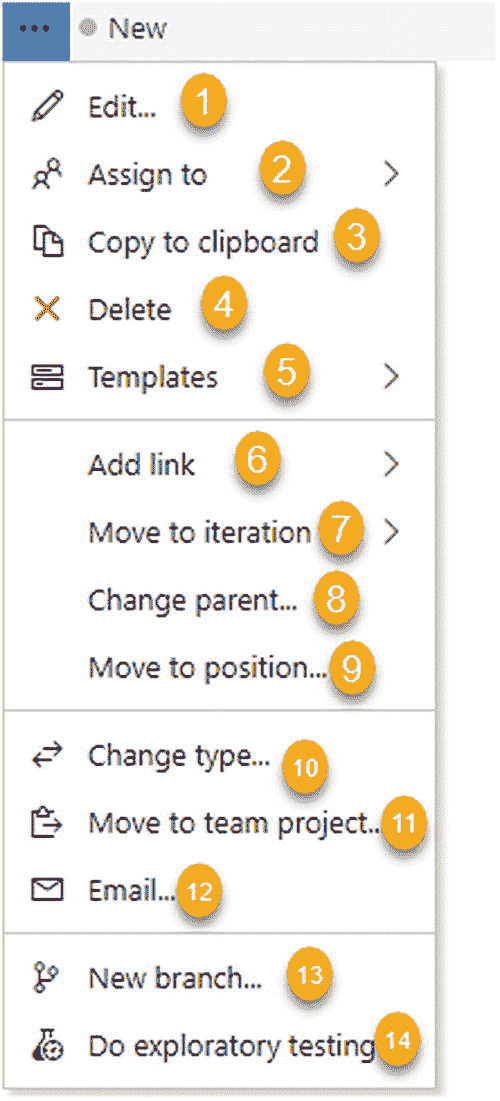 ... New
Edit... 1
Assign to 2
Copy to clipboard 3
Delete 4
Templates 5
Add link 6
Move to iteration 7
Change parent... 8
Move to position... 9
Change type... 10
Move to team project.. 11
Email... 12
New branch... 13
Do exploratory testing 14